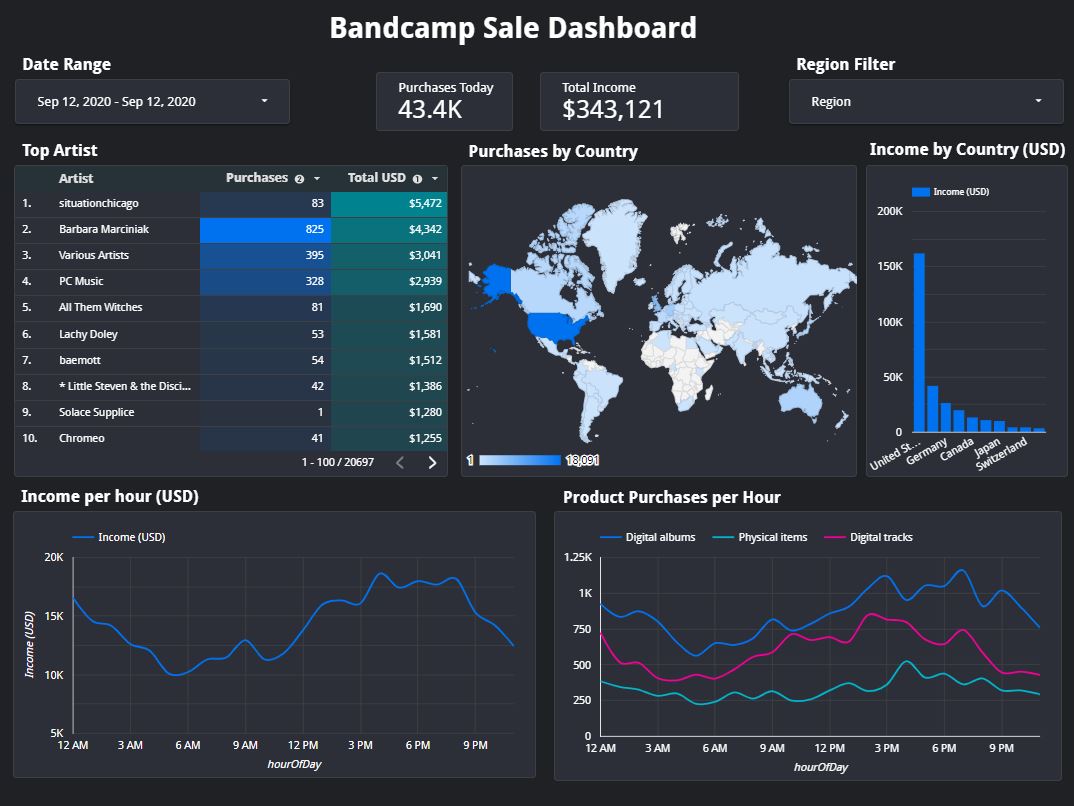 Bandcamp Sale Dashboard
Date Range
Sep 12, 2020 - Sep 12, 2020
Purchases Today
43.4K
Total Income
$343,121
Region Filter
Region
Top Artist
Artist Purchases 2 Total USD 1
1. situationchicago 83 $5,472
2. Barbara Marciniak 825 $4,342
3. Various Artists 395 $3,041
4. PC Music 328 $2,939
5. All Them Witches 81 $1,690
6. Lachy Doley 53 $1,581
7. baemott 54 $1,512
8. * Little Steven & the Disci... 42 $1,386
9. Solace Supplice 1 $1,280
10. Chromeo 41 $1,255
1 - 100 / 20697
Purchases by Country
1 18,091
Income by Country (USD)
Income (USD)
200K
150K
100K
50K
0
United St...
Germany
Canada
Japan
Switzerland
Income per hour (USD)
Income (USD)
20K
15K
10K
5K
Income (USD)
12 AM 3 AM 6 AM 9 AM 12 PM 3 PM 6 PM 9 PM
hourOfDay
Product Purchases per Hour
Digital albums Physical items Digital tracks
1.25K
1K
750
500
250
0
12 AM 3 AM 6 AM 9 AM 12 PM 3 PM 6 PM 9 PM
hourOfDay